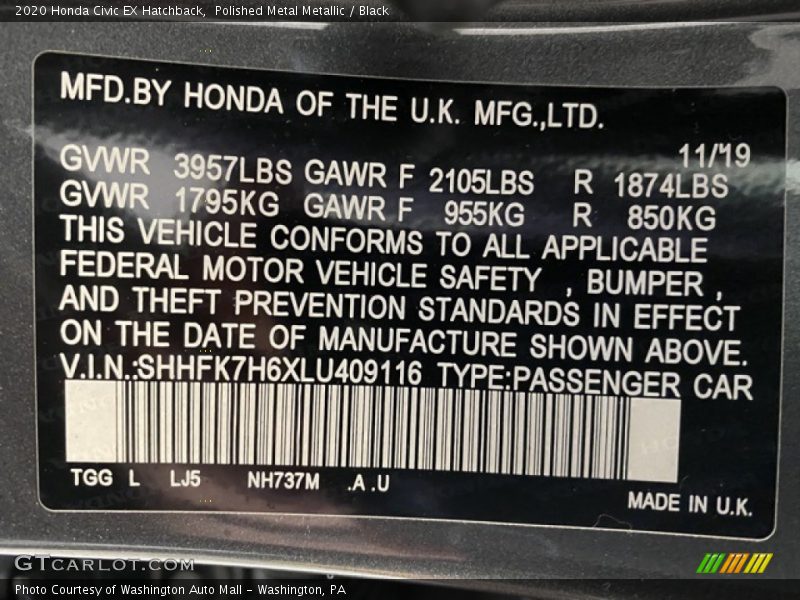 2020 Honda Civic EX Hatchback, Polished Metal Metallic / Black
MFD.BY HONDA OF THE U.K. MFG.,LTD.
11/'19
GVWR 3957LBS GAWR F 2105LBS R 1874LBS
GVWR 1795KG GAWR F 955KG R 850KG
THIS VEHICLE CONFORMS TO ALL APPLICABLE
FEDERAL MOTOR VEHICLE SAFETY , BUMPER ,
AND THEFT PREVENTION STANDARDS IN EFFECT
ON THE DATE OF MANUFACTURE SHOWN ABOVE.
V.I.N.:SHHFK7H6XLU409116 TYPE:PASSENGER CAR
TGG L LJ5 NH737M .A .U
MADE IN U.K.
GTCARLOT.COM
Photo Courtesy of Washington Auto Mall - Washington, PA